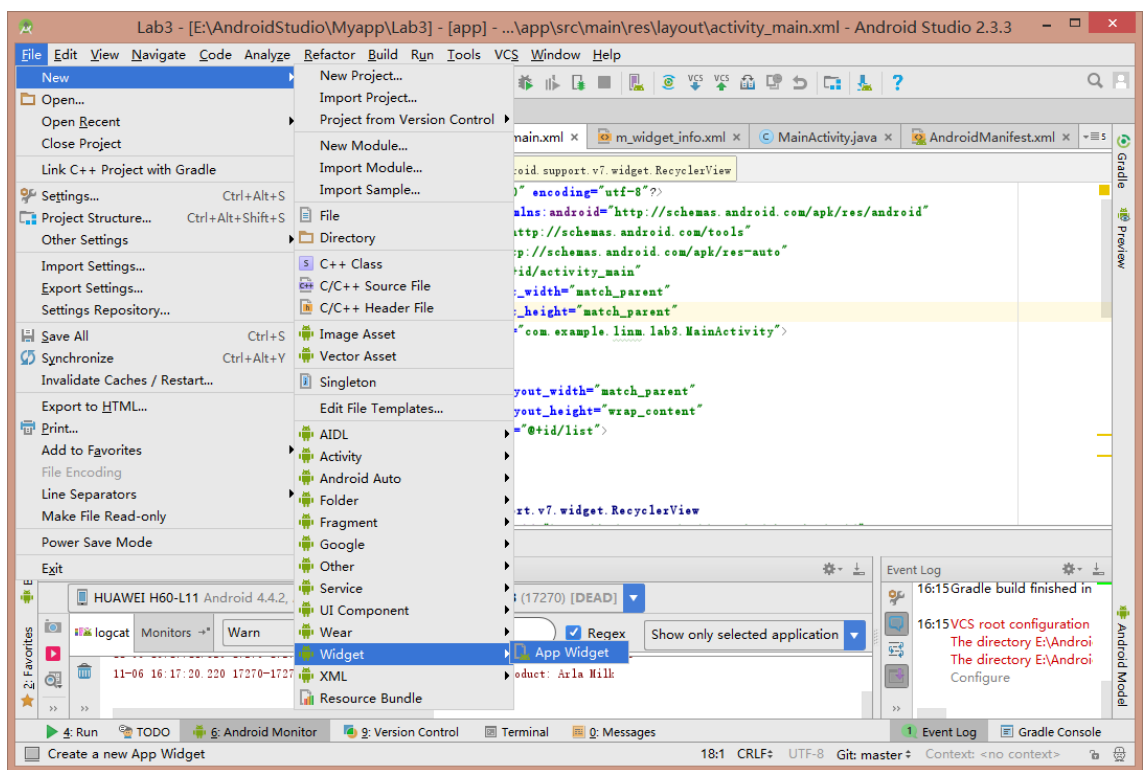 Lab3 - [E:\AndroidStudio\Myapp\Lab3] - [app] - ...\app\src\main\res\layout\activity_main.xml - Android Studio 2.3.3
File Edit View Navigate Code Analyze Refactor Build Run Tools VCS Window Help
New
Open...
Open Recent
Close Project
Link C++ Project with Gradle
Settings... Ctrl+Alt+S
Project Structure... Ctrl+Alt+Shift+S
Other Settings
Import Settings...
Export Settings...
Settings Repository...
Save All Ctrl+S
Synchronize Ctrl+Alt+Y
Invalidate Caches / Restart...
Export to HTML...
Print...
Add to Favorites
File Encoding
Line Separators
Make File Read-only
Power Save Mode
Exit
New Project...
Import Project...
Project from Version Control
New Module...
Import Module...
Import Sample...
File
Directory
C++ Class
C/C++ Source File
C/C++ Header File
Image Asset
Vector Asset
Singleton
Edit File Templates...
AIDL
Activity
Android Auto
Folder
Fragment
Google
Other
Service
UI Component
Wear
Widget
XML
Resource Bundle
App Widget
VCS VCS
main.xml × m_widget_info.xml × MainActivity.java × AndroidManifest.xml ×
oid.support.v7.widget.RecyclerView
0" encoding="utf-8"?>
mlns:android="http://schemas.android.com/apk/res/android"
ttp://schemas.android.com/tools"
tp://schemas.android.com/apk/res-auto"
+id/activity_main"
t_width="match_parent"
t_height="match_parent"
="com.example.linm.lab3.MainActivity">
yout_width="match_parent"
yout_height="wrap_content"
="@+id/list">
rt.v7.widget.RecyclerView
Gradle
Preview
Android Model
2: Favorites
HUAWEI H60-L11 Android 4.4.2,
(17270) [DEAD]
logcat Monitors Warn
Regex Show only selected application
11-06 16:17:20.220 17270-1727
oduct: Arla Milk
Event Log
16:15 Gradle build finished in
16:15 VCS root configuration
The directory E:\Androi
The directory E:\Androi
Configure
4: Run TODO 6: Android Monitor 9: Version Control Terminal 0: Messages 1 Event Log Gradle Console
Create a new App Widget 18:1 CRLF UTF-8 Git: master Context: <no context>